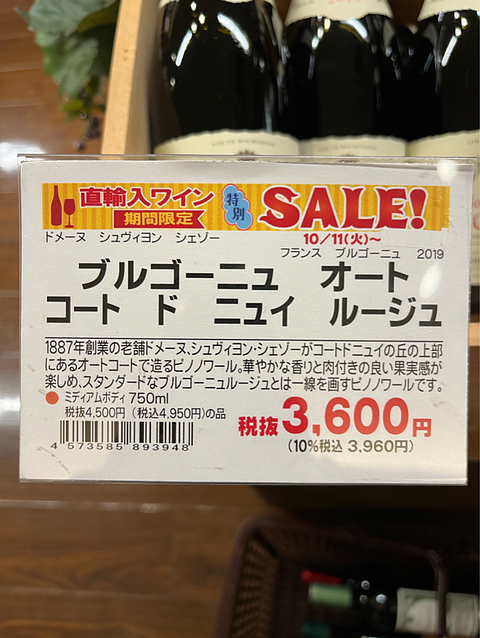 直輸入ワイン
期間限定
特別
SALE!
10/11(火)~
ドメーヌ シュヴィヨン シェゾー
フランス ブルゴーニュ 2019
ブルゴーニュ オート
コート ド ニュイ ルージュ
1887年創業の老舗ドメーヌ、シュヴィヨン・シェゾーがコートドニュイの丘の上部
にあるオートコートで造るピノノワール。華やかな香りと肉付きの良い果実感が
楽しめ、スタンダードなブルゴーニュルージュとは一線を画すピノノワールです。
ミディアムボディ 750ml
税抜4,500円(税込4,950円)の品
税抜3,600円
(10%税込 3,960円)
4 573585 893948